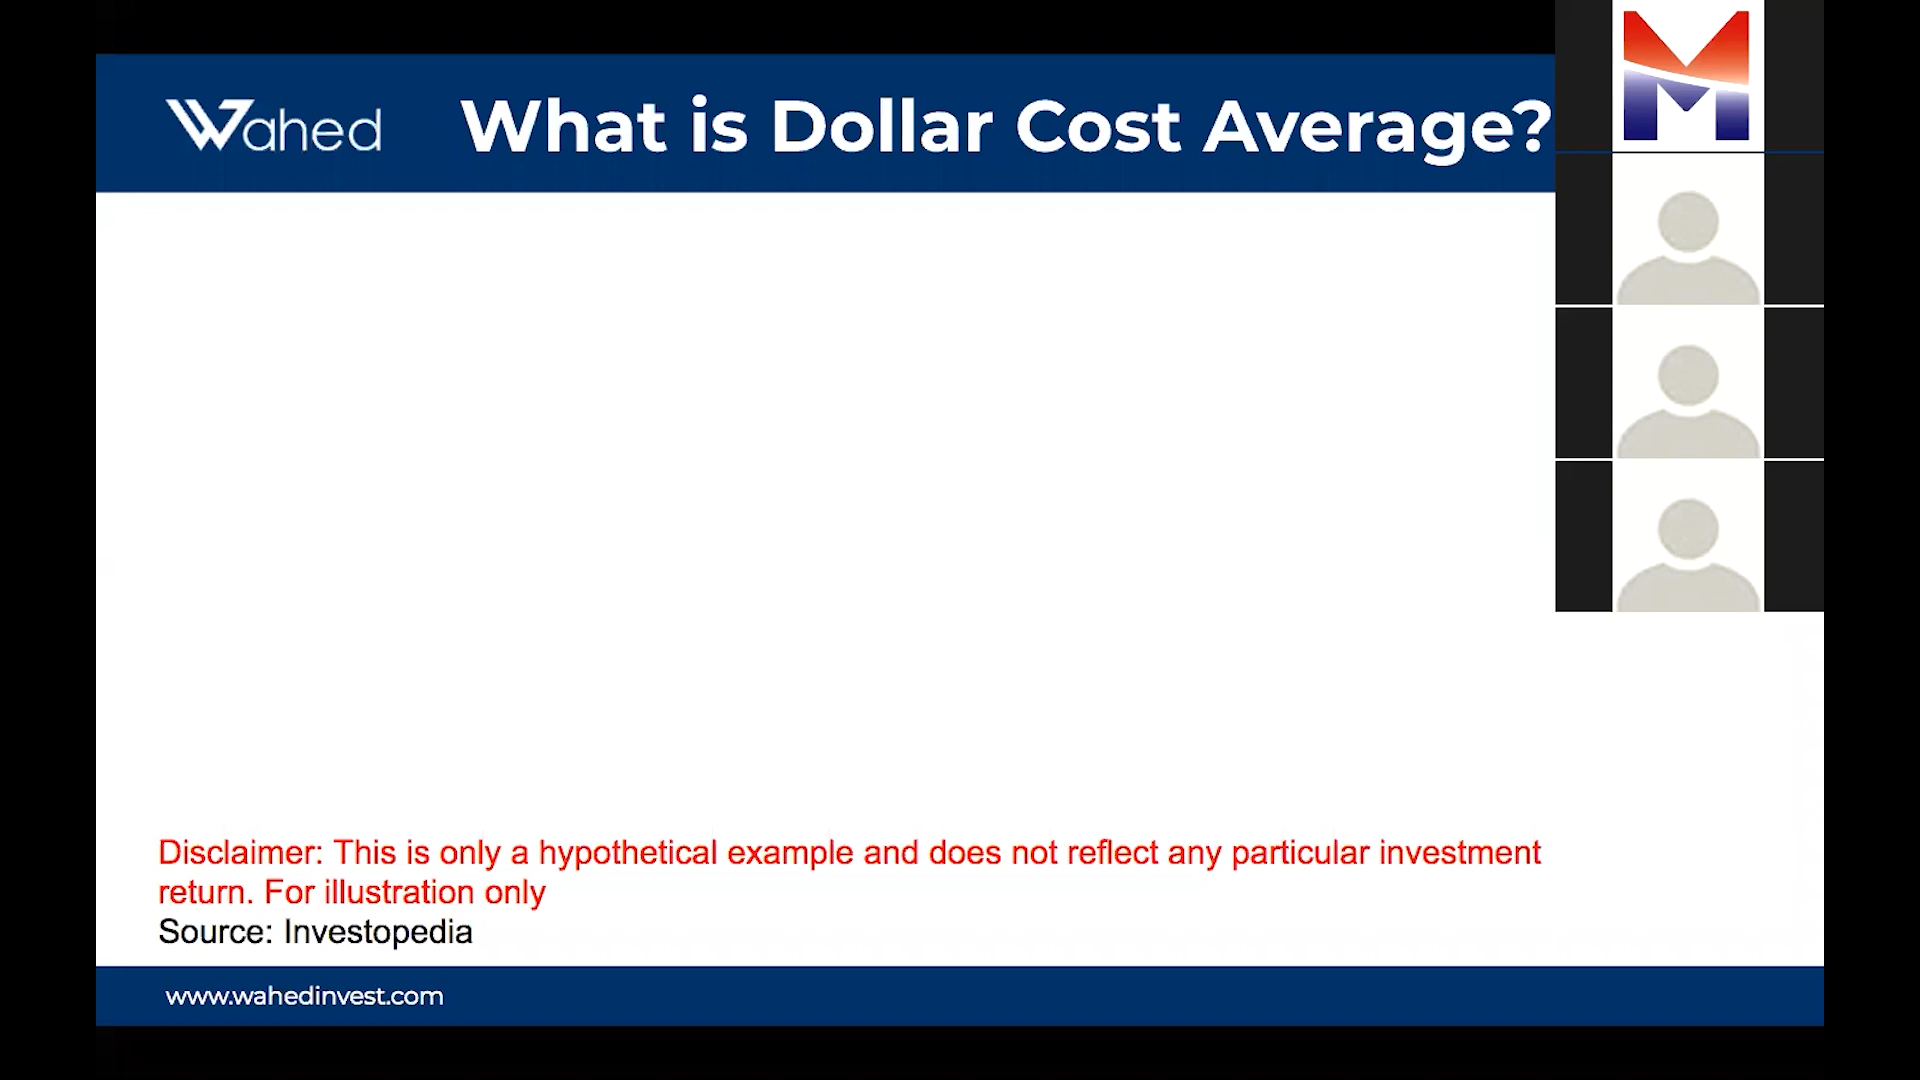 Wahed
What is Dollar Cost Average?
Disclaimer: This is only a hypothetical example and does not reflect any particular investment
return. For illustration only
Source: Investopedia
www.wahedinvest.com